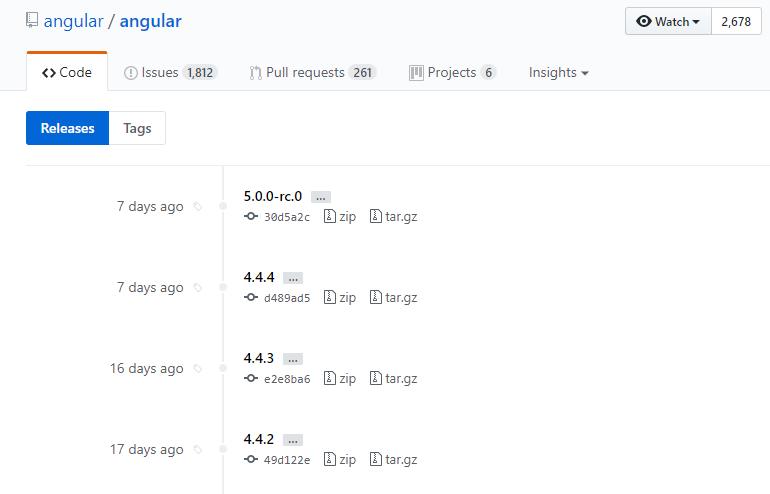 angular / angular
Watch 2,678
Code Issues 1,812 Pull requests 261 Projects 6 Insights
Releases Tags
7 days ago 5.0.0-rc.0 ...
30d5a2c zip tar.gz
7 days ago 4.4.4 ...
d489ad5 zip tar.gz
16 days ago 4.4.3 ...
e2e8ba6 zip tar.gz
17 days ago 4.4.2 ...
49d122e zip tar.gz